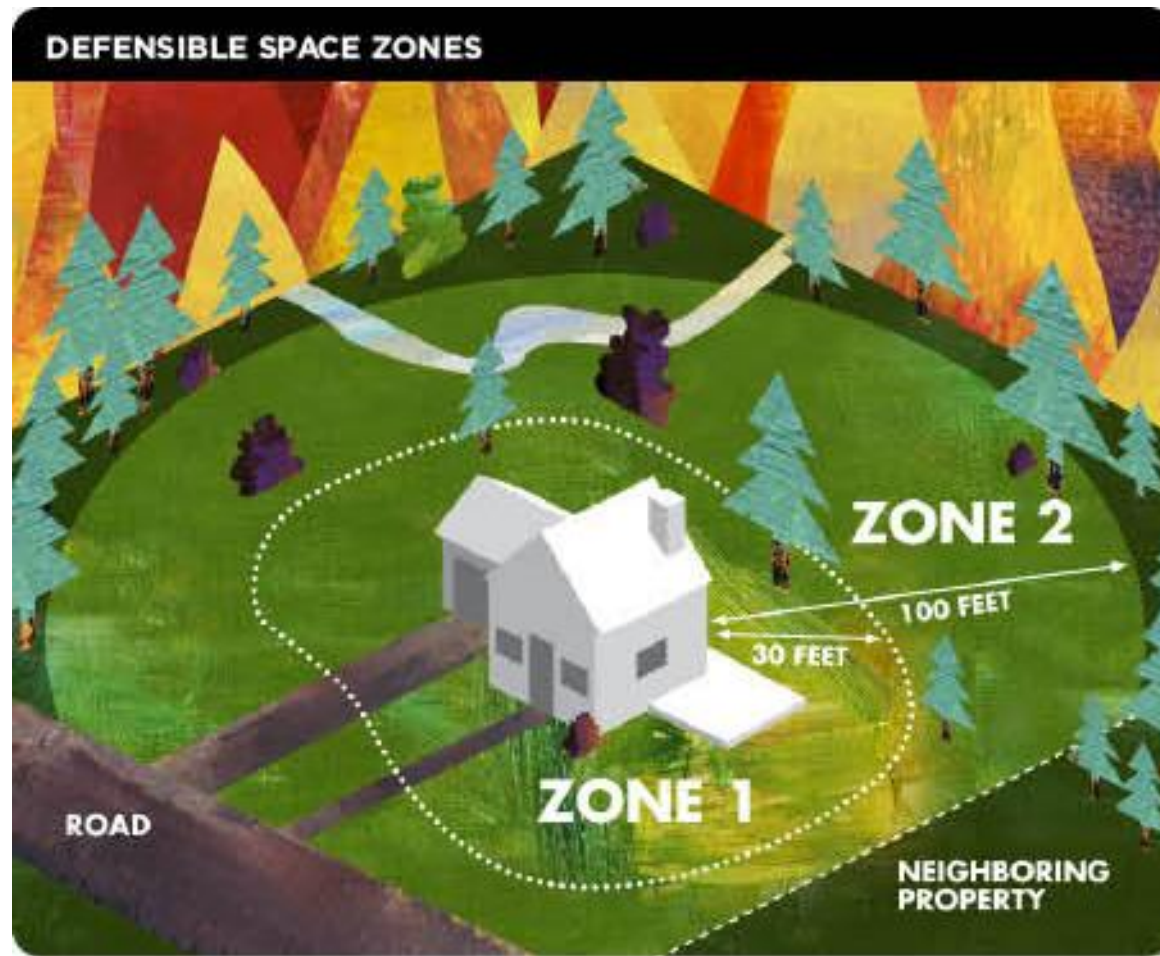 DEFENSIBLE SPACE ZONES
ZONE 2
100 FEET
30 FEET
ZONE 1
ROAD
NEIGHBORING
PROPERTY